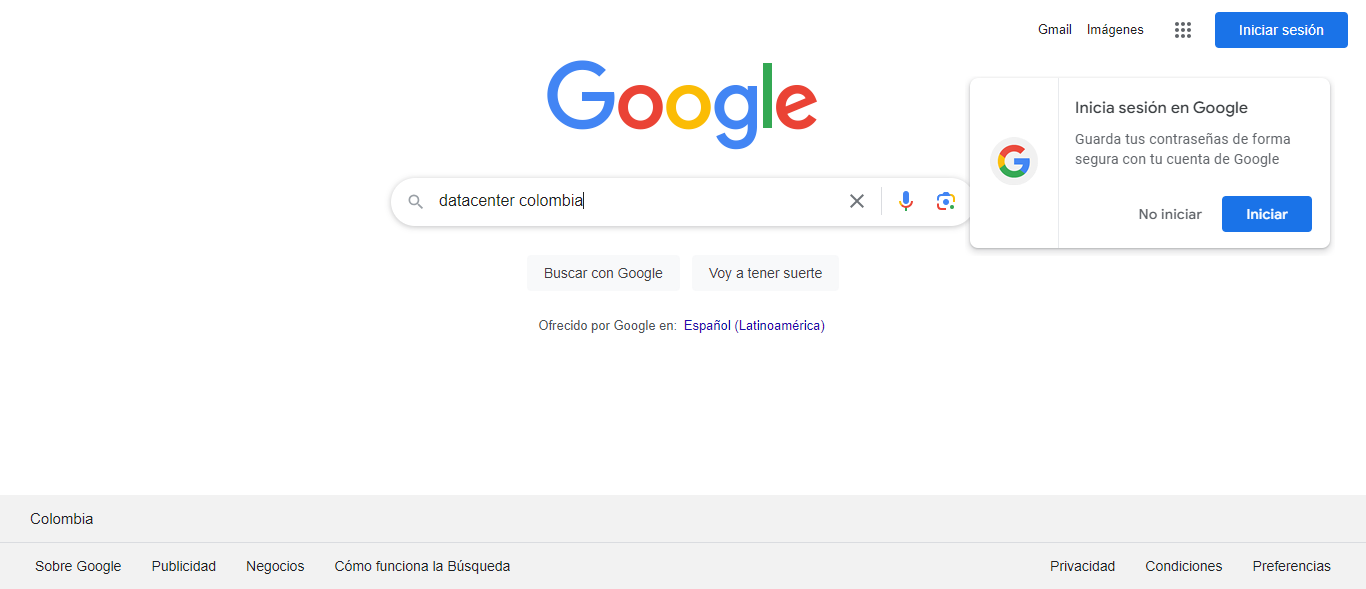 Gmail Imágenes Iniciar sesión
Google
Inicia sesión en Google
Guarda tus contraseñas de forma
segura con tu cuenta de Google
No iniciar Iniciar
datacenter colombia
Buscar con Google Voy a tener suerte
Ofrecido por Google en: Español (Latinoamérica)
Colombia
Sobre Google Publicidad Negocios Cómo funciona la Búsqueda Privacidad Condiciones Preferencias